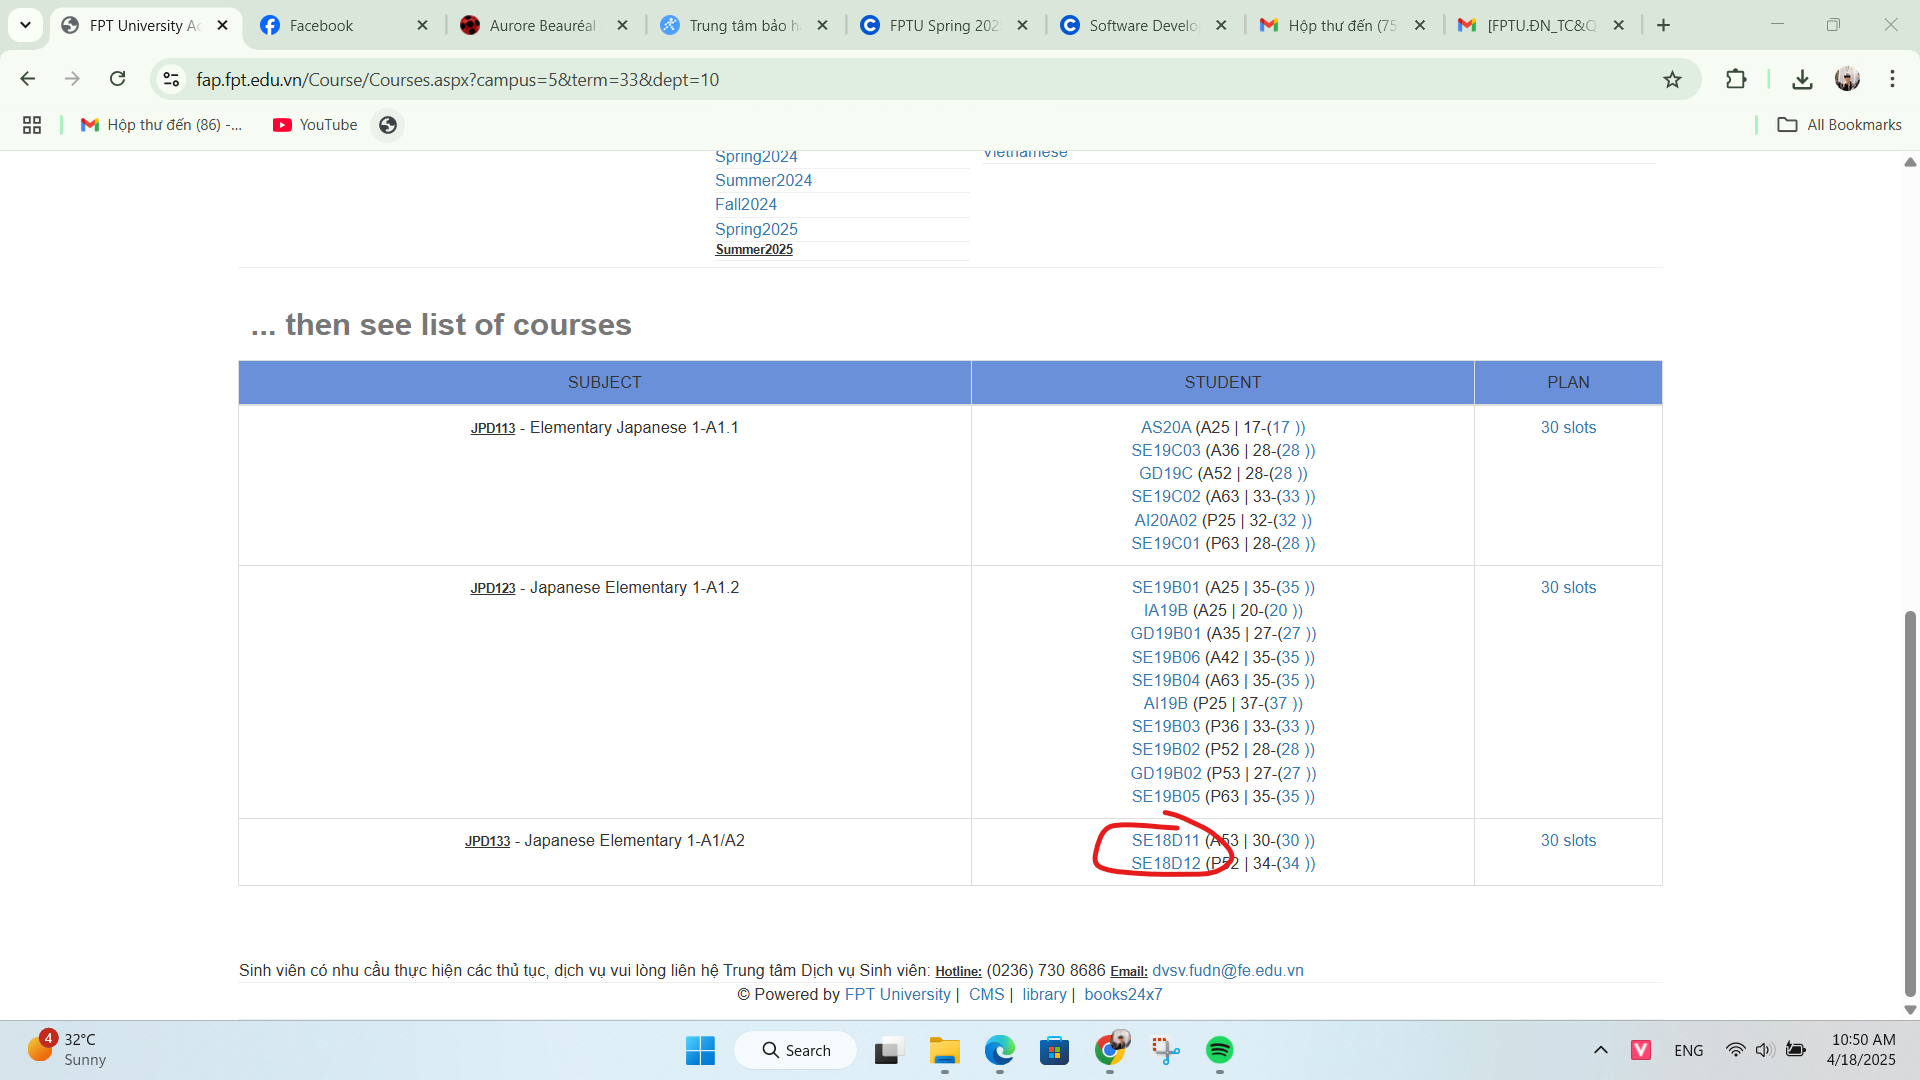 FPT University Ac
Facebook
Aurore Beauréal
Trung tâm bảo h
FPTU Spring 202
Software Develo
Hộp thư đến (75
[FPTU.ĐN_TC&Q
fap.fpt.edu.vn/Course/Courses.aspx?campus=5&term=33&dept=10
Hộp thư đến (86) -...
YouTube
All Bookmarks
Spring2024
Vietnamese
Summer2024
Fall2024
Spring2025
Summer2025
... then see list of courses
SUBJECT STUDENT PLAN
JPD113 - Elementary Japanese 1-A1.1
AS20A (A25 | 17-(17 ))
SE19C03 (A36 | 28-(28 ))
GD19C (A52 | 28-(28 ))
SE19C02 (A63 | 33-(33 ))
AI20A02 (P25 | 32-(32 ))
SE19C01 (P63 | 28-(28 ))
30 slots
JPD123 - Japanese Elementary 1-A1.2
SE19B01 (A25 | 35-(35 ))
IA19B (A25 | 20-(20 ))
GD19B01 (A35 | 27-(27 ))
SE19B06 (A42 | 35-(35 ))
SE19B04 (A63 | 35-(35 ))
AI19B (P25 | 37-(37 ))
SE19B03 (P36 | 33-(33 ))
SE19B02 (P52 | 28-(28 ))
GD19B02 (P53 | 27-(27 ))
SE19B05 (P63 | 35-(35 ))
30 slots
JPD133 - Japanese Elementary 1-A1/A2
SE18D11 (A53 | 30-(30 ))
SE18D12 (P52 | 34-(34 ))
30 slots
Sinh viên có nhu cầu thực hiện các thủ tục, dịch vụ vui lòng liên hệ Trung tâm Dịch vụ Sinh viên: Hotline: (0236) 730 8686 Email: dvsv.fudn@fe.edu.vn
© Powered by FPT University | CMS | library | books24x7
4
32°C
Sunny
Search
V
ENG
10:50 AM
4/18/2025